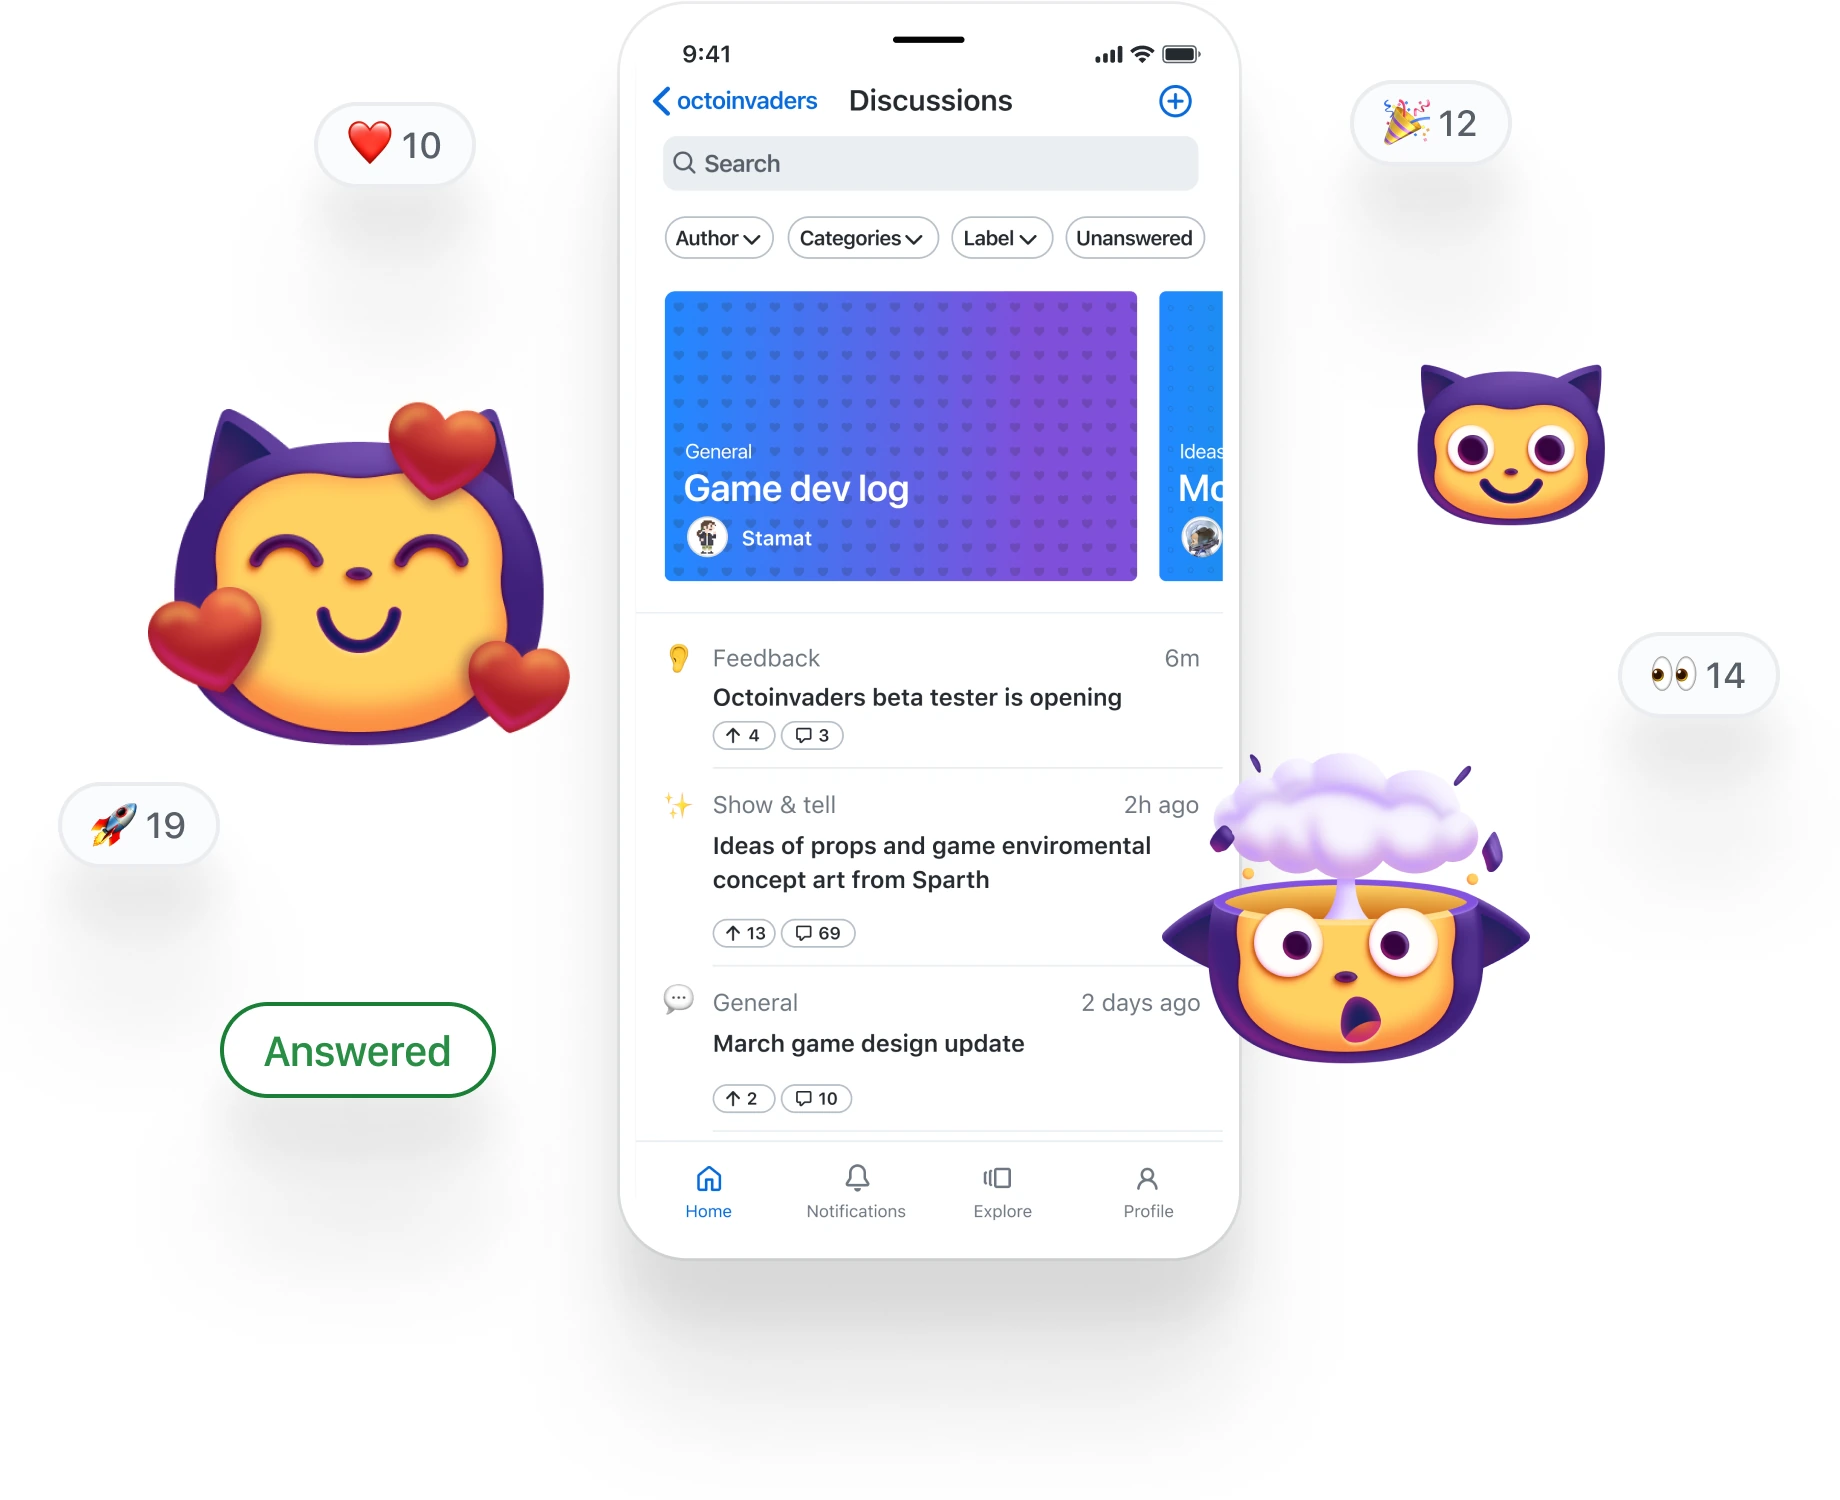 9:41
octoinvaders
Discussions
Search
Author
Categories
Label
Unanswered
General
Game dev log
Stamat
Ideas
Mo
Feedback
6m
Octoinvaders beta tester is opening
4
3
Show & tell
2h ago
Ideas of props and game enviromental
concept art from Sparth
13
69
General
2 days ago
March game design update
2
10
Home
Notifications
Explore
Profile
10
19
Answered
12
14